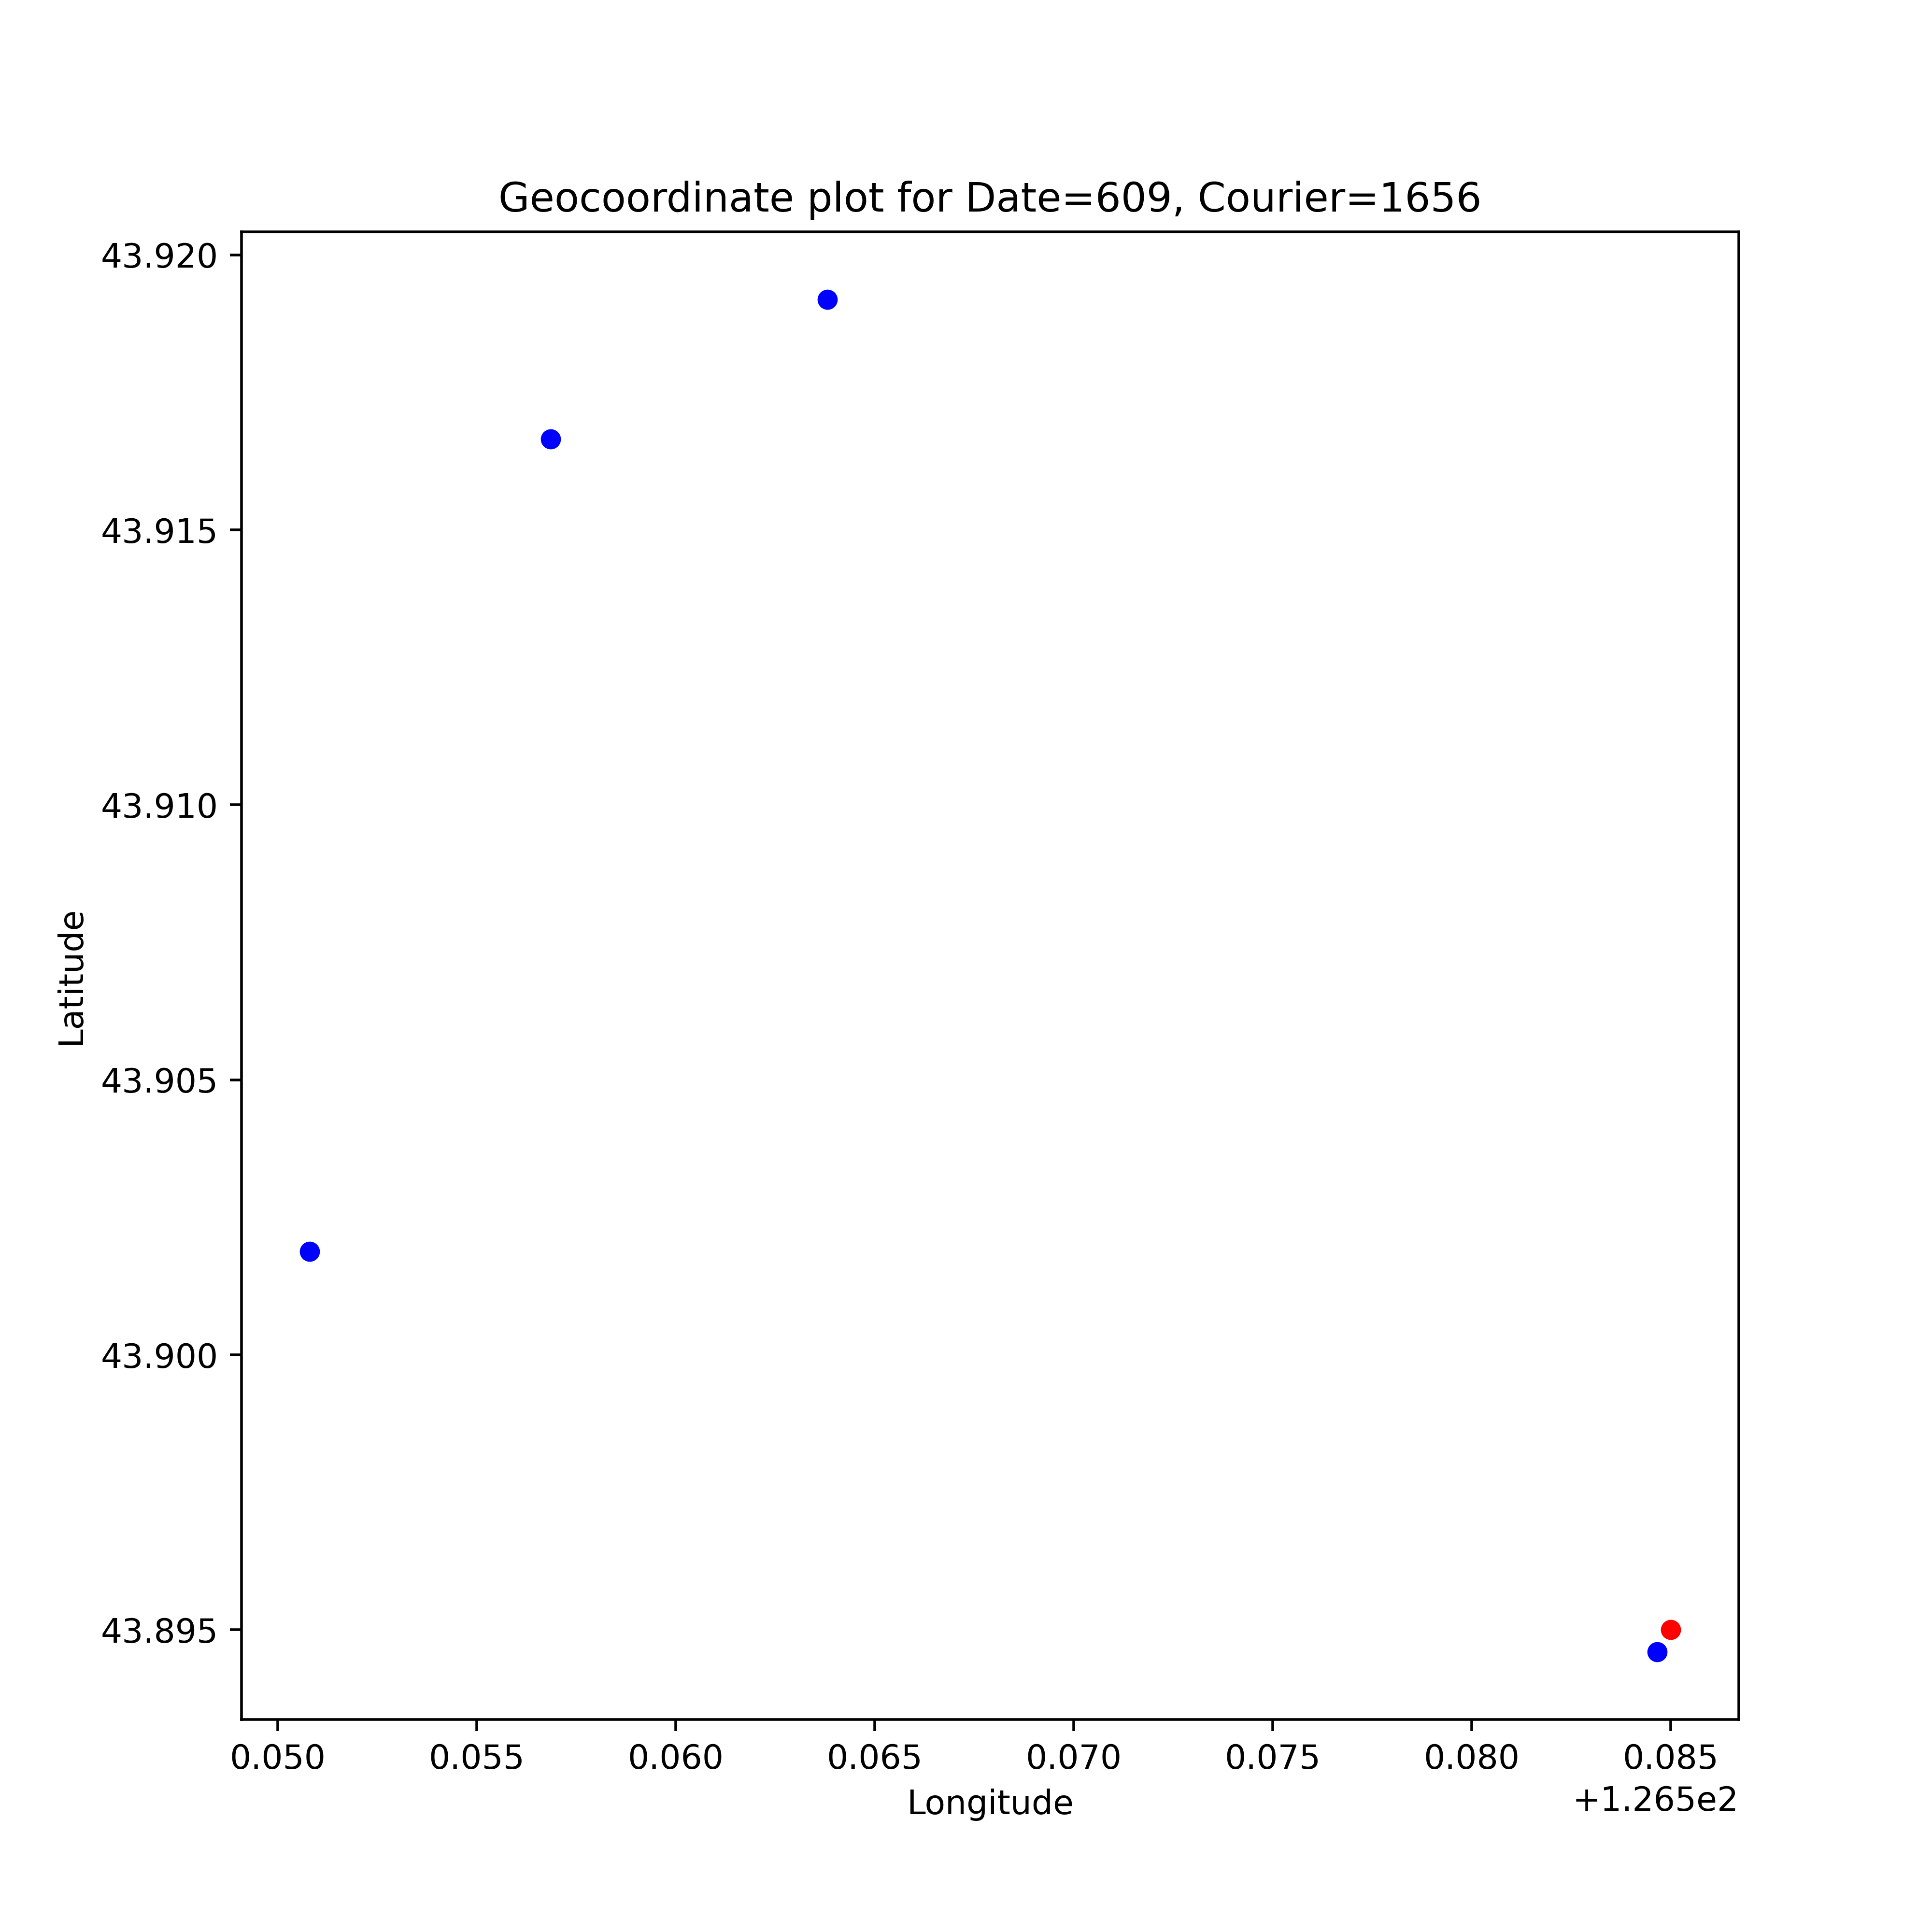 Geocoordinate plot for Date=609, Courier=1656
43.920
43.915
43.910
43.905
43.900
43.895
Latitude
0.050 0.055 0.060 0.065 0.070 0.075 0.080 0.085
Longitude
+1.265e2